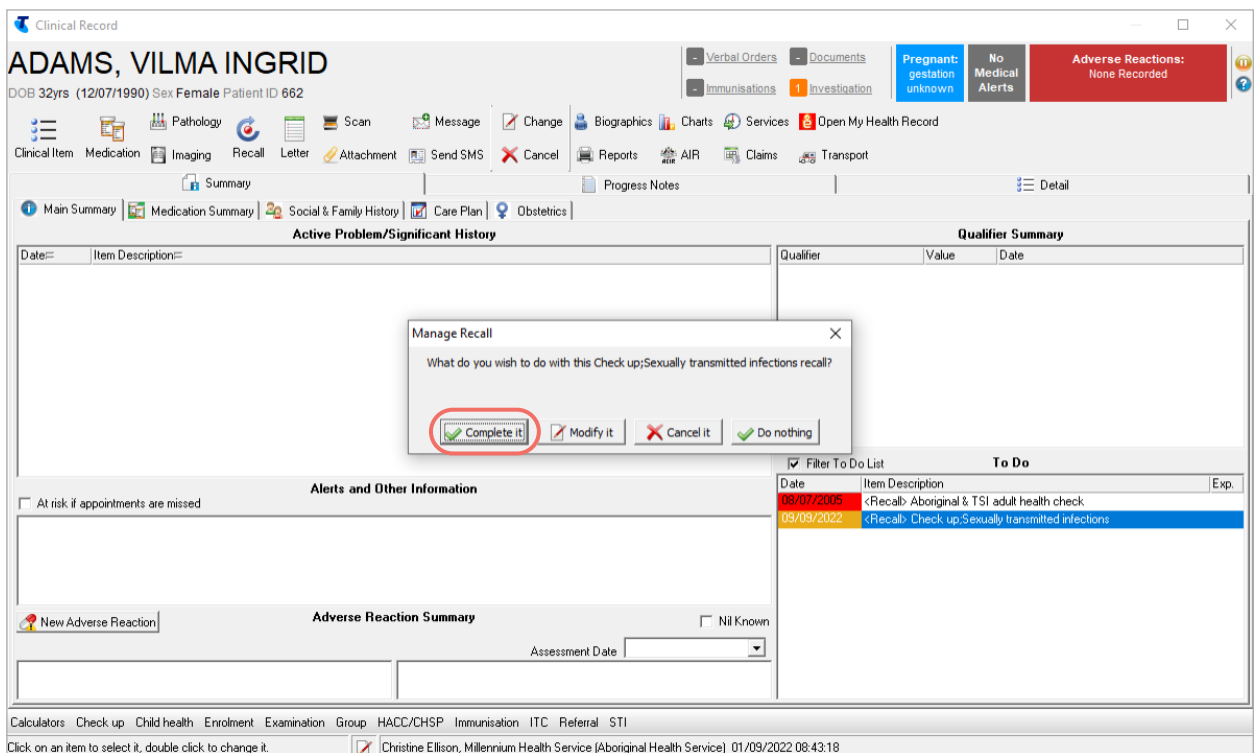 Clinical Record
ADAMS, VILMA INGRID
DOB 32yrs (12/07/1990) Sex Female Patient ID 662
- Verbal Orders - Documents
- Immunisations 1 Investigation
Pregnant:
gestation
unknown
No
Medical
Alerts
Adverse Reactions:
None Recorded
Pathology Scan Message Change Biographics Charts Services Open My Health Record
Clinical Item Medication Imaging Recall Letter Attachment Send SMS Cancel Reports AIR Claims Transport
Summary Progress Notes Detail
Main Summary Medication Summary Social & Family History Care Plan Obstetrics
Active Problem/Significant History
Date Item Description
Qualifier Summary
Qualifier Value Date
Manage Recall
What do you wish to do with this Check up;Sexually transmitted infections recall?
Complete it Modify it Cancel it Do nothing
Filter To Do List To Do
Date Item Description Exp.
08/07/2005 <Recall> Aboriginal & TSI adult health check
09/09/2022 <Recall> Check up;Sexually transmitted infections
Alerts and Other Information
At risk if appointments are missed
New Adverse Reaction
Adverse Reaction Summary
Nil Known
Assessment Date
Calculators Check up Child health Enrolment Examination Group HACC/CHSP Immunisation ITC Referral STI
Click on an item to select it, double click to change it. Christine Ellison, Millennium Health Service (Aboriginal Health Service) 01/09/2022 08:43:18